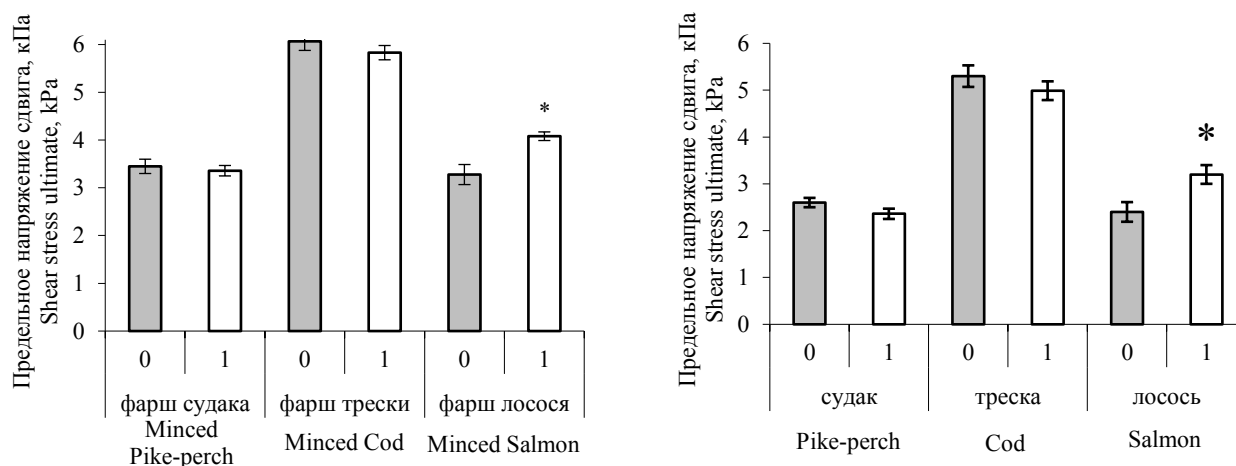 Предельное напряжение сдвига, кПа
Shear stress ultimate, kPa
6
5
4
3
2
1
0
*
0 1 0 1 0 1
фарш судака фарш трески фарш лосося
Minced Pike-perch Minced Cod Minced Salmon
Предельное напряжение сдвига, кПа
Shear stress ultimate, kPa
6
5
4
3
2
1
0
*
0 1 0 1 0 1
судак треска лосось
Pike-perch Cod Salmon